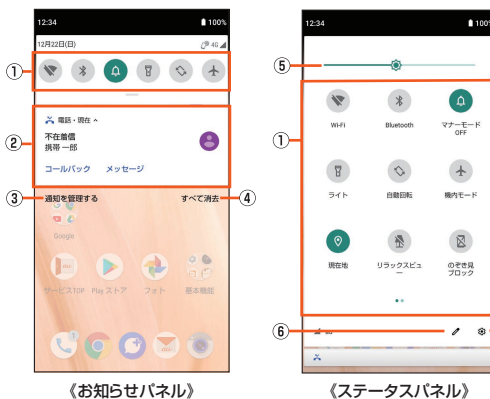 12:34
100%
12月22日(日)
4G
①
②
電話・現在
不在着信
携帯 一郎
コールバック メッセージ
③
通知を管理する
すべて消去
④
Google
サービスTOP
Play ストア
フォト
基本機能
1
《お知らせパネル》
12:34
100%
⑤
①
Wi-Fi
Bluetooth
マナーモード
OFF
ライト
自動回転
機内モード
現在地
リラックスビュ
ー
のぞき見
ブロック
⑥
《ステータスパネル》